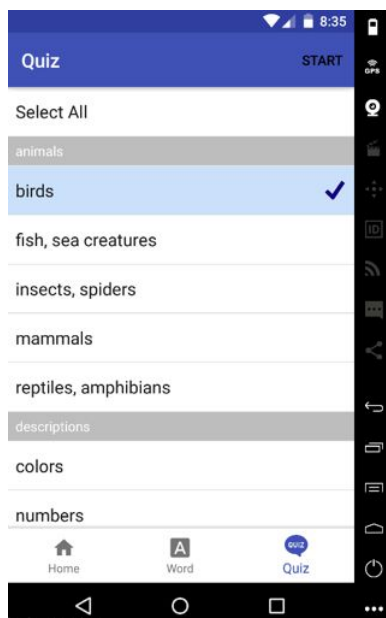 8:35
Quiz START
Select All
animals
birds
fish, sea creatures
insects, spiders
mammals
reptiles, amphibians
descriptions
colors
numbers
A
QUIZ
Home Word Quiz
GPS
ID